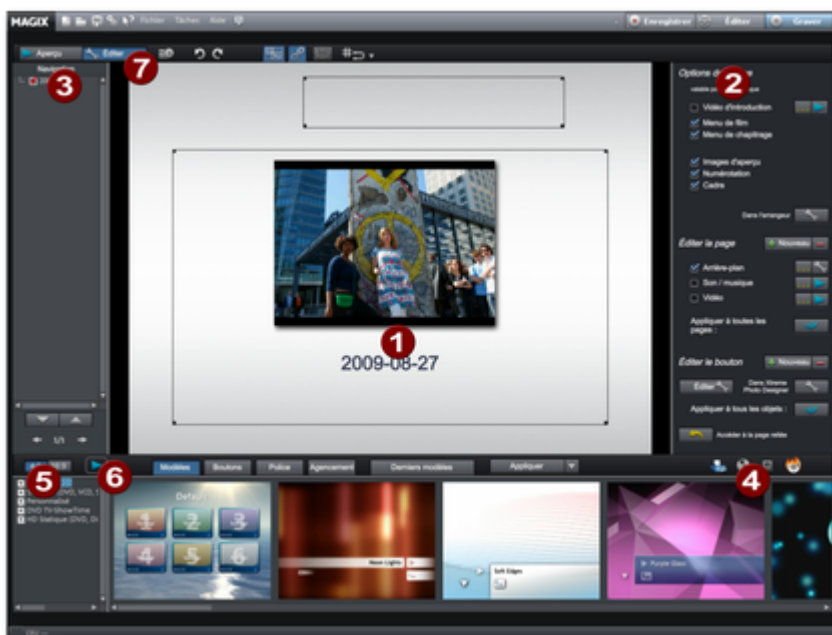 MAGIX Fichier Tâches Aide Enregistrer Éditer Graver
Aperçu Éditer 7
3
Options de 2
Vidéo d'introduction
Menu de film
Menu de chapitrage
Images d'aperçu
Numérotation
Cadre
Dans l'arrangeur
Éditer la page Nouveau
Arrière-plan
Son / musique
Vidéo
Appliquer à toutes les
pages :
1
2009-08-27
Éditer le bouton Nouveau
Éditer Dans Xtreme
Photo Designer
Appliquer à tous les objets :
1/1
Accéder à la page reliée
5 6 Modèles Boutons Police Agencement Derniers modèles Appliquer 4
Personnalisé
DVD TV-ShowTime
HD Statique (DVD,
Default
1 2 3
4 5 6
Neon Lights
Soft Edges
Purple Glass